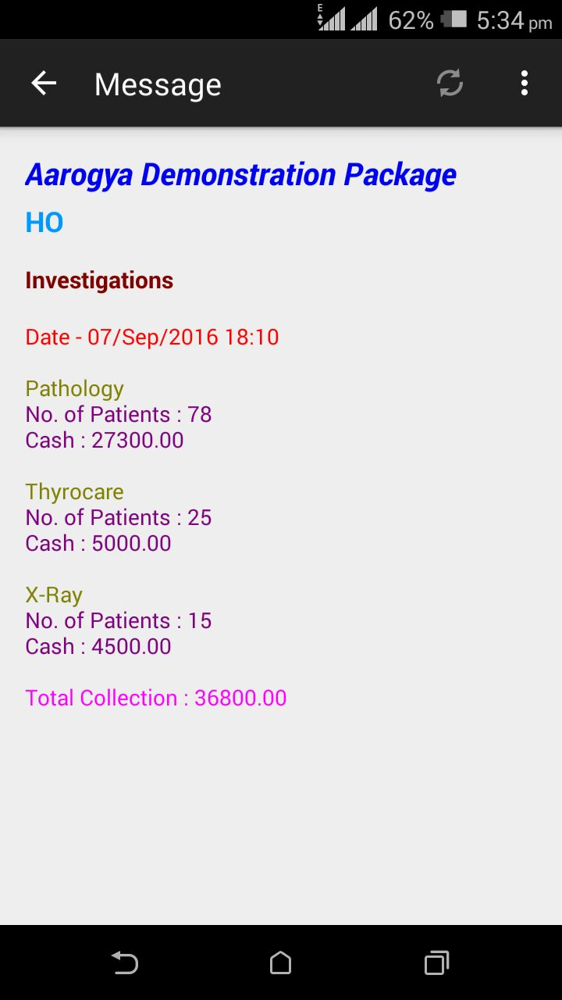 E
62% 5:34 pm
Message
Aarogya Demonstration Package
HO
Investigations
Date - 07/Sep/2016 18:10
Pathology
No. of Patients : 78
Cash : 27300.00
Thyrocare
No. of Patients : 25
Cash : 5000.00
X-Ray
No. of Patients : 15
Cash : 4500.00
Total Collection : 36800.00